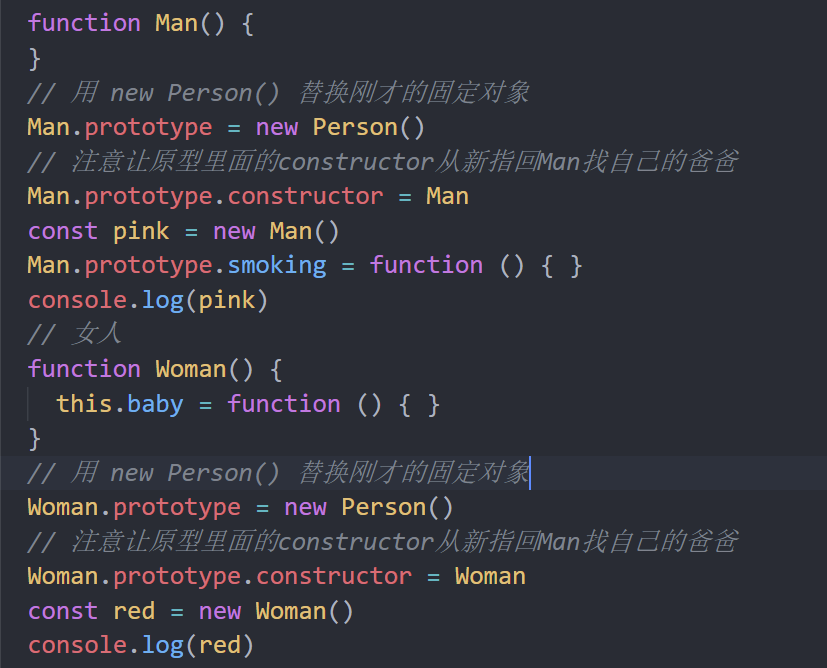 function Man() {
}
// 用 new Person() 替换刚才的固定对象
Man.prototype = new Person()
// 注意让原型里面的constructor从新指回Man找自己的爸爸
Man.prototype.constructor = Man
const pink = new Man()
Man.prototype.smoking = function () { }
console.log(pink)
// 女人
function Woman() {
  this.baby = function () { }
}
// 用 new Person() 替换刚才的固定对象
Woman.prototype = new Person()
// 注意让原型里面的constructor从新指回Man找自己的爸爸
Woman.prototype.constructor = Woman
const red = new Woman()
console.log(red)